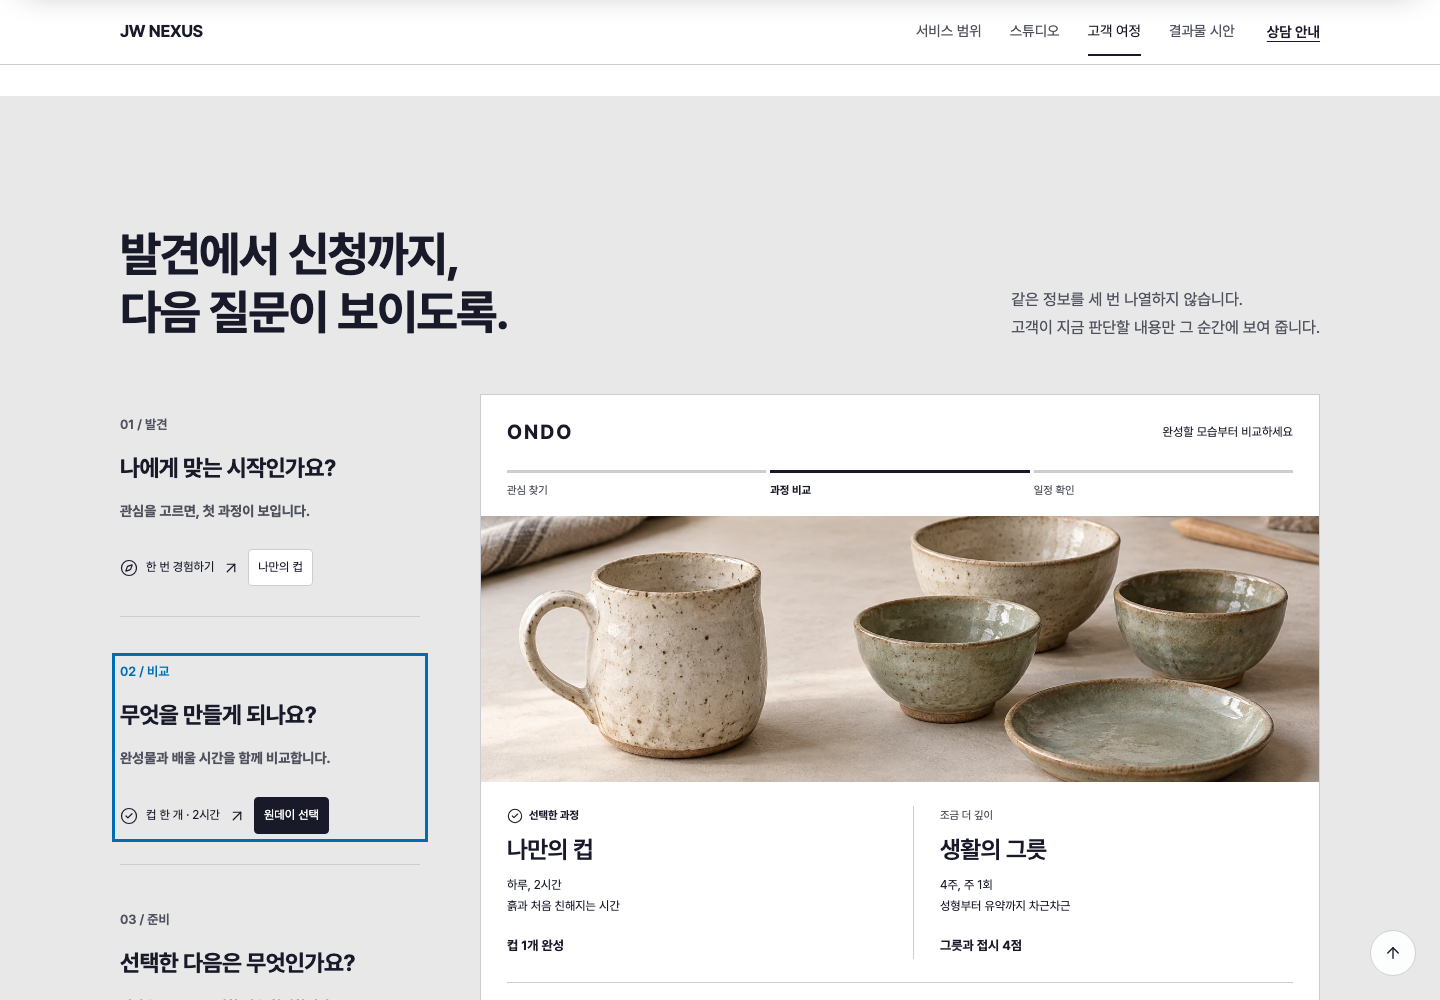 JW NEXUS
서비스 범위
스튜디오
고객 여정
결과물 시안
상담 안내
발견에서 신청까지,
다음 질문이 보이도록.
같은 정보를 세 번 나열하지 않습니다.
고객이 지금 판단할 내용만 그 순간에 보여 줍니다.
01 / 발견
나에게 맞는 시작인가요?
관심을 고르면, 첫 과정이 보입니다.
한 번 경험하기
나만의 컵
02 / 비교
무엇을 만들게 되나요?
완성물과 배울 시간을 함께 비교합니다.
컵 한 개 · 2시간
원데이 선택
03 / 준비
선택한 다음은 무엇인가요?
ONDO
완성할 모습부터 비교하세요
관심 찾기
과정 비교
일정 확인
선택한 과정
나만의 컵
하루, 2시간
흙과 처음 친해지는 시간
컵 1개 완성
조금 더 깊이
생활의 그릇
4주, 주 1회
성형부터 유약까지 차근차근
그릇과 접시 4점